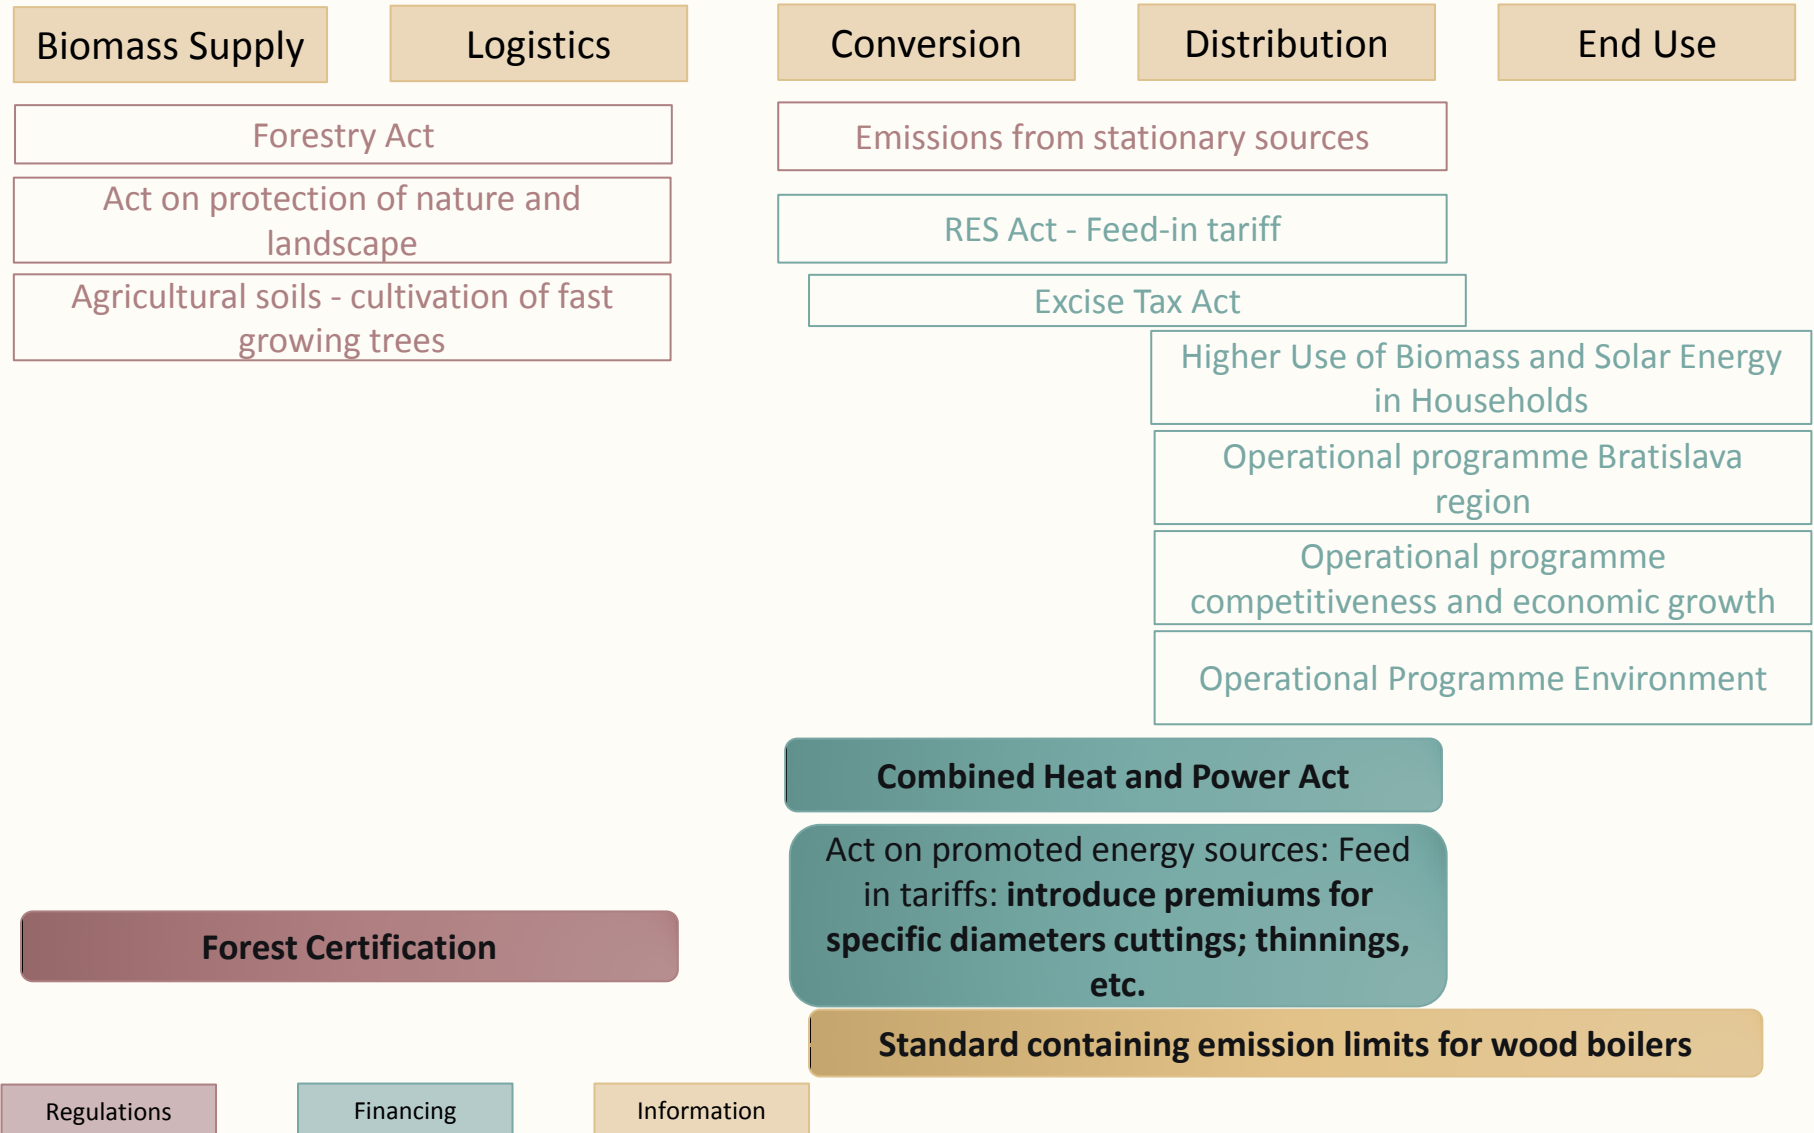 Biomass Supply
Logistics
Conversion
Distribution
End Use
Forestry Act
Act on protection of nature and
landscape
Agricultural soils - cultivation of fast
growing trees
Emissions from stationary sources
RES Act - Feed-in tariff
Excise Tax Act
Higher Use of Biomass and Solar Energy
in Households
Operational programme Bratislava
region
Operational programme
competitiveness and economic growth
Operational Programme Environment
Combined Heat and Power Act
Act on promoted energy sources: Feed
in tariffs: introduce premiums for
specific diameters cuttings; thinnings,
etc.
Forest Certification
Standard containing emission limits for wood boilers
Regulations
Financing
Information